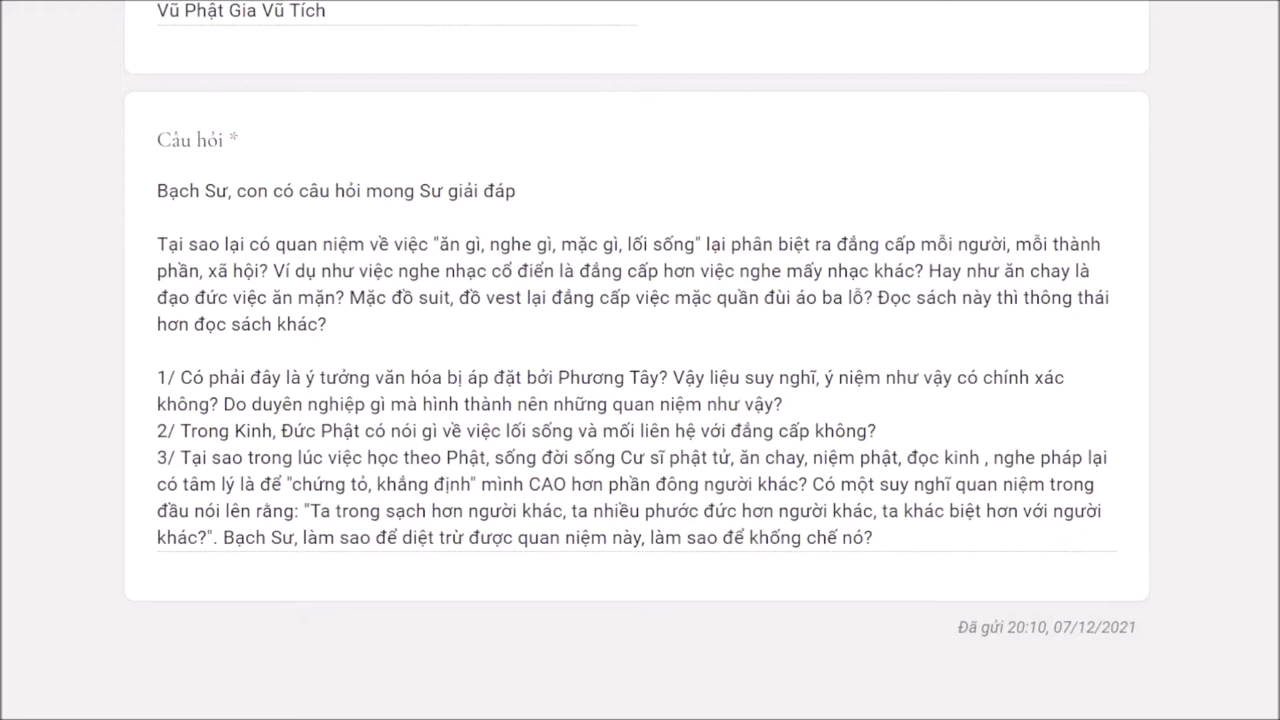 Vũ Phật Gia Vũ Tích
Câu hỏi *
Bạch Sư, con có câu hỏi mong Sư giải đáp
Tại sao lại có quan niệm về việc "ăn gì, nghe gì, mặc gì, lối sống" lại phân biệt ra đẳng cấp mỗi người, mỗi thành
phần, xã hội? Ví dụ như việc nghe nhạc cổ điển là đẳng cấp hơn việc nghe mấy nhạc khác? Hay như ăn chay là
đạo đức việc ăn mặn? Mặc đồ suit, đồ vest lại đẳng cấp việc mặc quần đùi áo ba lỗ? Đọc sách này thì thông thái
hơn đọc sách khác?
1/ Có phải đây là ý tưởng văn hóa bị áp đặt bởi Phương Tây? Vậy liệu suy nghĩ, ý niệm như vậy có chính xác
không? Do duyên nghiệp gì mà hình thành nên những quan niệm như vậy?
2/ Trong Kinh, Đức Phật có nói gì về việc lối sống và mối liên hệ với đẳng cấp không?
3/ Tại sao trong lúc việc học theo Phật, sống đời sống Cư sĩ phật tử, ăn chay, niệm phật, đọc kinh , nghe pháp lại
có tâm lý là để "chứng tỏ, khẳng định" mình CAO hơn phần đông người khác? Có một suy nghĩ quan niệm trong
đầu nói lên rằng: "Ta trong sạch hơn người khác, ta nhiều phước đức hơn người khác, ta khác biệt hơn với người
khác?". Bạch Sư, làm sao để diệt trừ được quan niệm này, làm sao để khống chế nó?
Đã gửi 20:10, 07/12/2021